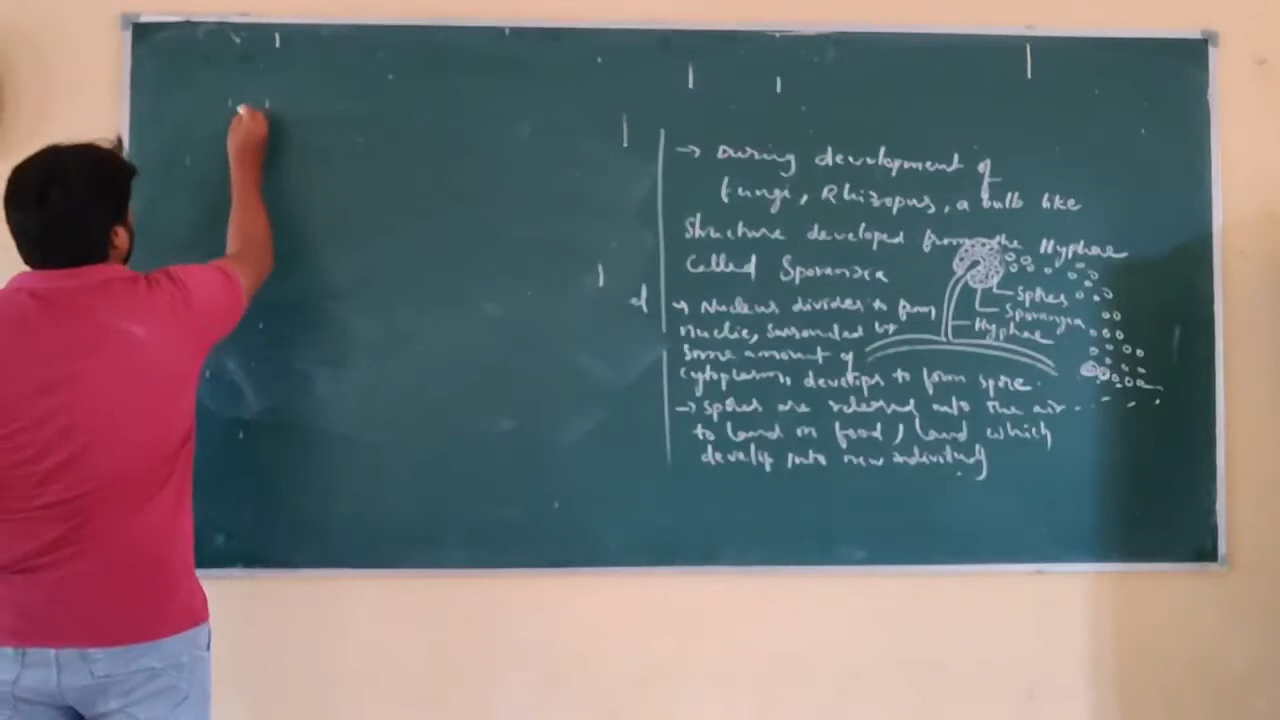 → During development of
fungi, Rhizopus, a bulb like
Structure developed from the Hyphae
called Sporangia
→ Nucleus divides to form
nuclie, surrounded by
Some amount of
cytoplasm, develops to form spore.
→ Spores are released into the air
to land on food, land which
develop into new individuals
Spores
Sporangia
Hyphae